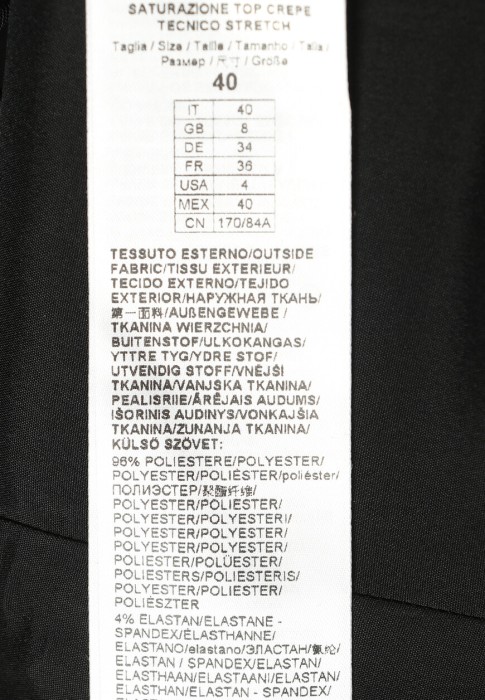 SATURAZIONE TOP CREPE
TECNICO STRETCH
Taglia / Size / Taille / Tamanho / Talla /
Размер / 尺寸 / Größe
40
IT 40
GB 8
DE 34
FR 36
USA 4
MEX 40
CN 170/84A
TESSUTO ESTERNO/OUTSIDE
FABRIC/TISSU EXTERIEUR/
TECIDO EXTERNO/TEJIDO
EXTERIOR/НАРУЖНАЯ ТКАНЬ/
第一面料/AUßENGEWEBE /
TKANINA WIERZCHNIA/
BUITENSTOF/ULKOKANGAS/
YTTRE TYG/YDRE STOF/
UTVENDIG STOFF/VNĚJŠÍ
TKANINA/VANJSKA TKANINA/
PEALISRIIE/ĀRĒJAIS AUDUMS/
IŠORINIS AUDINYS/VONKAJŠIA
TKANINA/ZUNANJA TKANINA/
KÜLSŐ SZÖVET:
96% POLIESTERE/POLYESTER/
POLYESTER/POLIÉSTER/poliéster/
ПОЛИЭСТЕР/聚酯纤维/
POLYESTER/POLIESTER/
POLYESTER/POLYESTERI/
POLYESTER/POLYESTER/
POLYESTER/POLYESTER/
POLIESTER/POLÜESTER/
POLIESTERS/POLIESTERIS/
POLYESTER/POLIESTER/
POLIÉSZTER
4% ELASTAN/ELASTANE -
SPANDEX/ÉLASTHANNE/
ELASTANO/elastano/ЭЛАСТАН/氨纶/
ELASTAN / SPANDEX/ELASTAN/
ELASTHAAN/ELASTAANI/ELASTAN/
ELASTHAN/ELASTAN - SPANDEX/